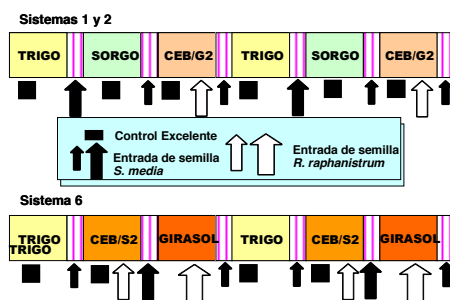 Sistemas 1 y 2
TRIGO SORGO CEB/G2 TRIGO SORGO CEB/G2
Control Excelente
Entrada de semilla
S. media
Entrada de semilla
R. raphanistrum
Sistema 6
TRIGO CEB/S2 GIRASOL TRIGO CEB/S2 GIRASOL
TRIGO